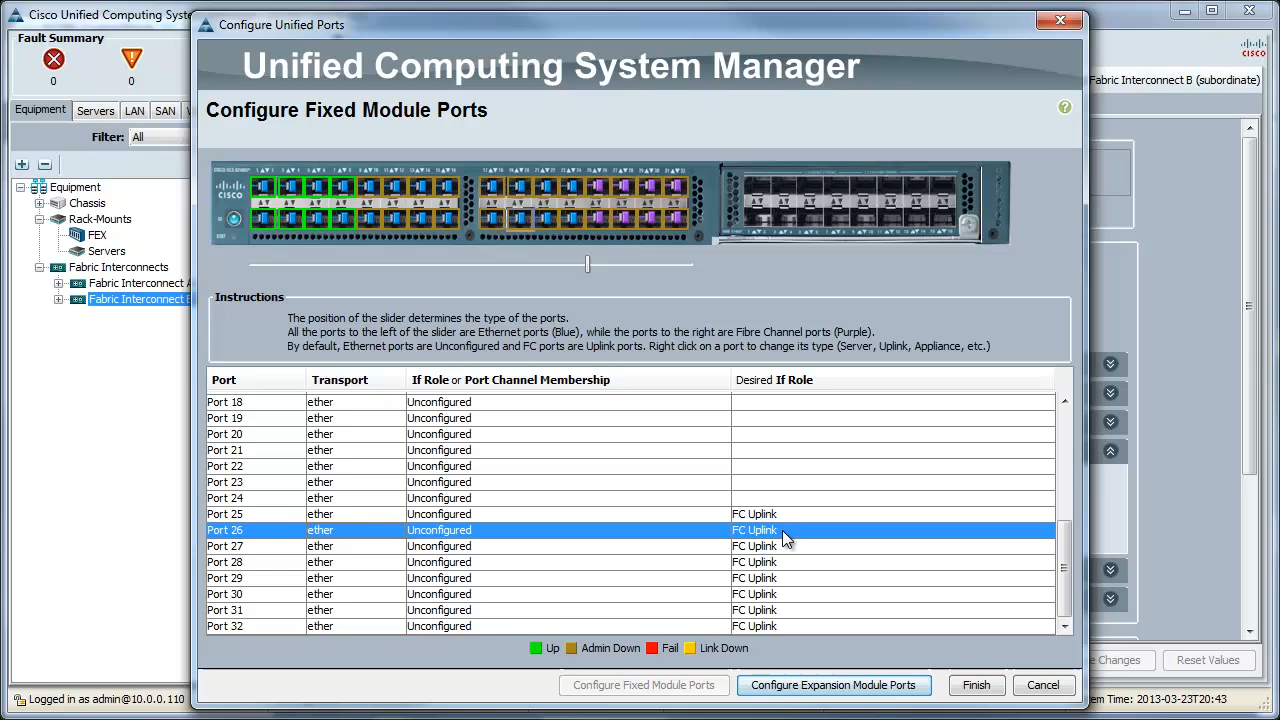 Cisco Unified Computing Syste
Configure Unified Ports
Fault Summary
0
0
Unified Computing System Manager
CISCO
Fabric Interconnect B (subordinate)
Equipment
Servers
LAN
SAN
Configure Fixed Module Ports
?
Filter:
All
CISCO
Equipment
Chassis
Rack-Mounts
FEX
Servers
Fabric Interconnects
Fabric Interconnect A
Fabric Interconnect B
Instructions
The position of the slider determines the type of the ports.
All the ports to the left of the slider are Ethernet ports (Blue), while the ports to the right are Fibre Channel ports (Purple).
By default, Ethernet ports are Unconfigured and FC ports are Uplink ports. Right click on a port to change its type (Server, Uplink, Appliance, etc.)
Port Transport If Role or Port Channel Membership Desired If Role
Port 18 ether Unconfigured
Port 19 ether Unconfigured
Port 20 ether Unconfigured
Port 21 ether Unconfigured
Port 22 ether Unconfigured
Port 23 ether Unconfigured
Port 24 ether Unconfigured
Port 25 ether Unconfigured FC Uplink
Port 26 ether Unconfigured FC Uplink
Port 27 ether Unconfigured FC Uplink
Port 28 ether Unconfigured FC Uplink
Port 29 ether Unconfigured FC Uplink
Port 30 ether Unconfigured FC Uplink
Port 31 ether Unconfigured FC Uplink
Port 32 ether Unconfigured FC Uplink
Up Admin Down Fail Link Down
e Changes
Reset Values
Configure Fixed Module Ports
Configure Expansion Module Ports
Finish
Cancel
Logged in as admin@10.0.0.110
me: 2013-03-23T20:43